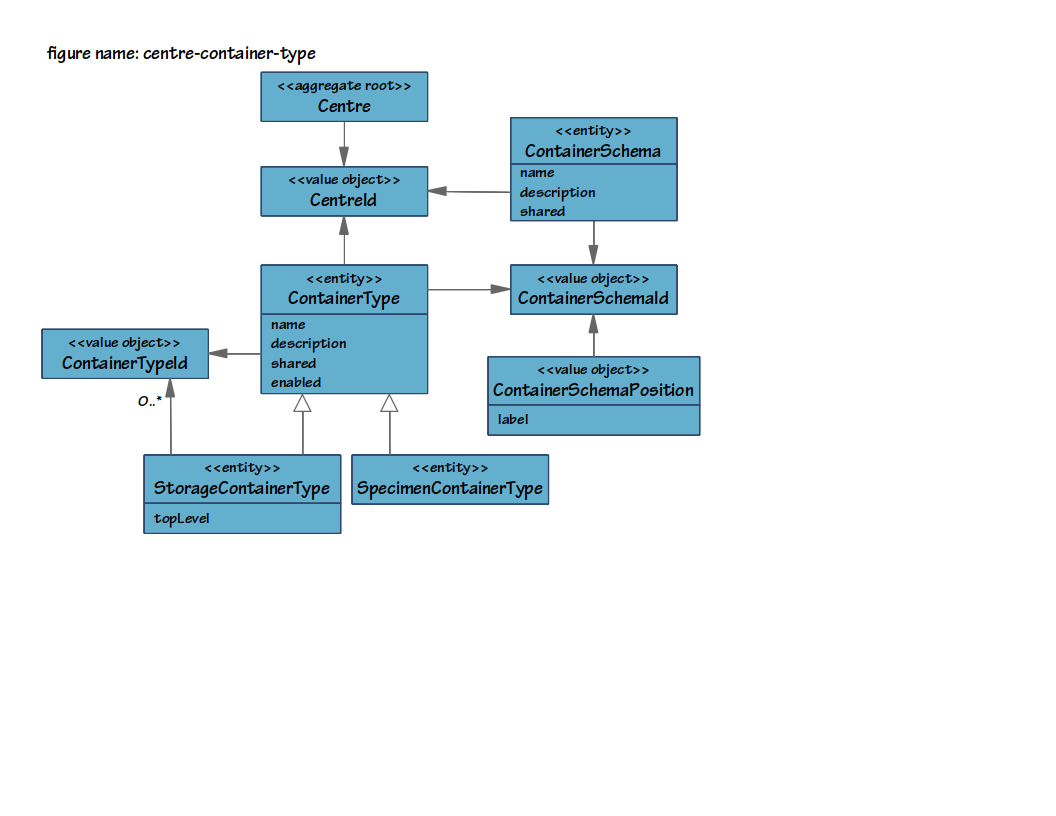 figure name: centre-container-type
<<aggregate root>>
Centre
<<entity>>
ContainerSchema
name
description
shared
<<value object>>
CentreId
<<entity>>
ContainerType
name
description
shared
enabled
<<value object>>
ContainerSchemaId
<<value object>>
ContainerTypeId
0..*
<<value object>>
ContainerSchemaPosition
label
<<entity>>
StorageContainerType
topLevel
<<entity>>
SpecimenContainerType